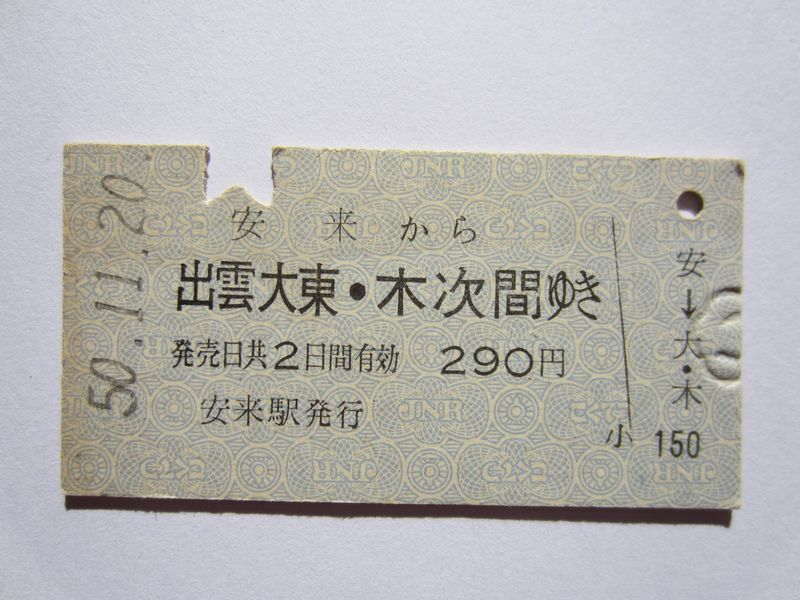 50.11.20.
安来から
出雲大東・木次間ゆき
発売日共2日間有効 290円
安来駅発行
安→大・木
小 150